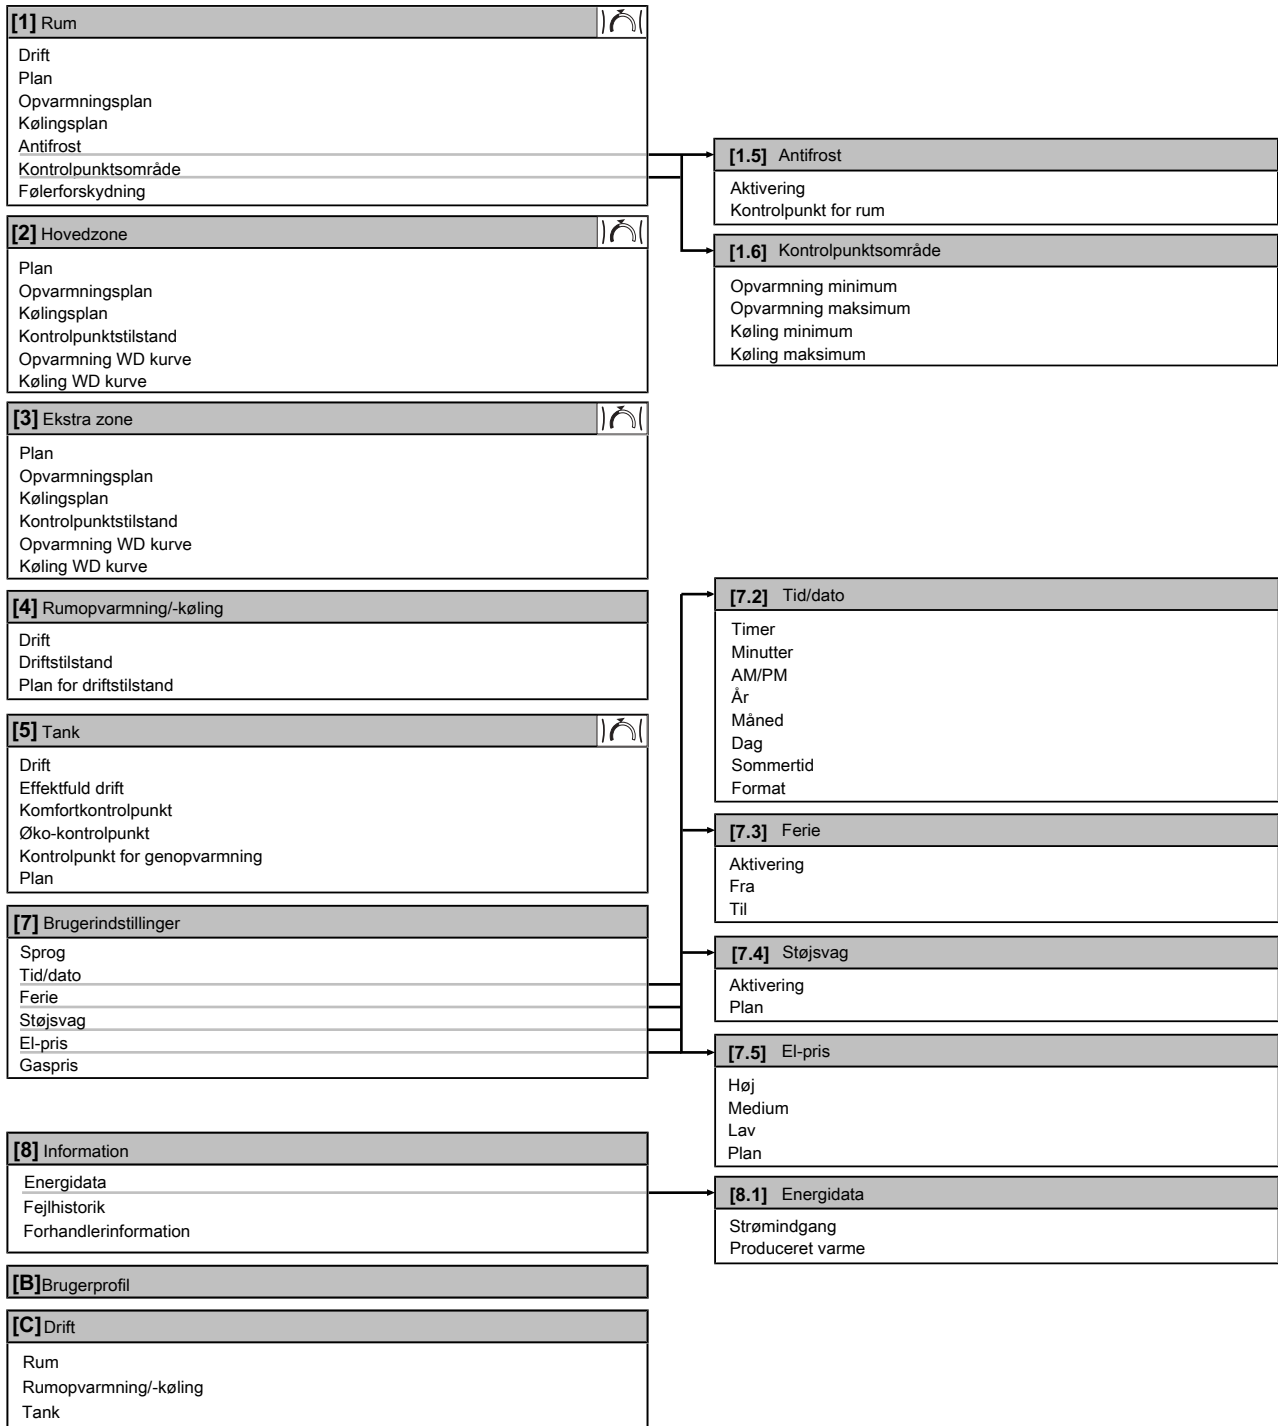 [1] Rum
Drift
Plan
Opvarmningsplan
Kølingsplan
Antifrost
Kontrolpunktsområde
Følerforskydning
[1.5] Antifrost
Aktivering
Kontrolpunkt for rum
[1.6] Kontrolpunktsområde
Opvarmning minimum
Opvarmning maksimum
Køling minimum
Køling maksimum
[2] Hovedzone
Plan
Opvarmningsplan
Kølingsplan
Kontrolpunktstilstand
Opvarmning WD kurve
Køling WD kurve
[3] Ekstra zone
Plan
Opvarmningsplan
Kølingsplan
Kontrolpunktstilstand
Opvarmning WD kurve
Køling WD kurve
[4] Rumopvarmning/-køling
Drift
Driftstilstand
Plan for driftstilstand
[5] Tank
Drift
Effektfuld drift
Komfortkontrolpunkt
Øko-kontrolpunkt
Kontrolpunkt for genopvarmning
Plan
[7] Brugerindstillinger
Sprog
Tid/dato
Ferie
Støjsvag
El-pris
Gaspris
[7.2] Tid/dato
Timer
Minutter
AM/PM
År
Måned
Dag
Sommertid
Format
[7.3] Ferie
Aktivering
Fra
Til
[7.4] Støjsvag
Aktivering
Plan
[7.5] El-pris
Høj
Medium
Lav
Plan
[8] Information
Energidata
Fejlhistorik
Forhandlerinformation
[8.1] Energidata
Strømindgang
Produceret varme
[B] Brugerprofil
[C] Drift
Rum
Rumopvarmning/-køling
Tank